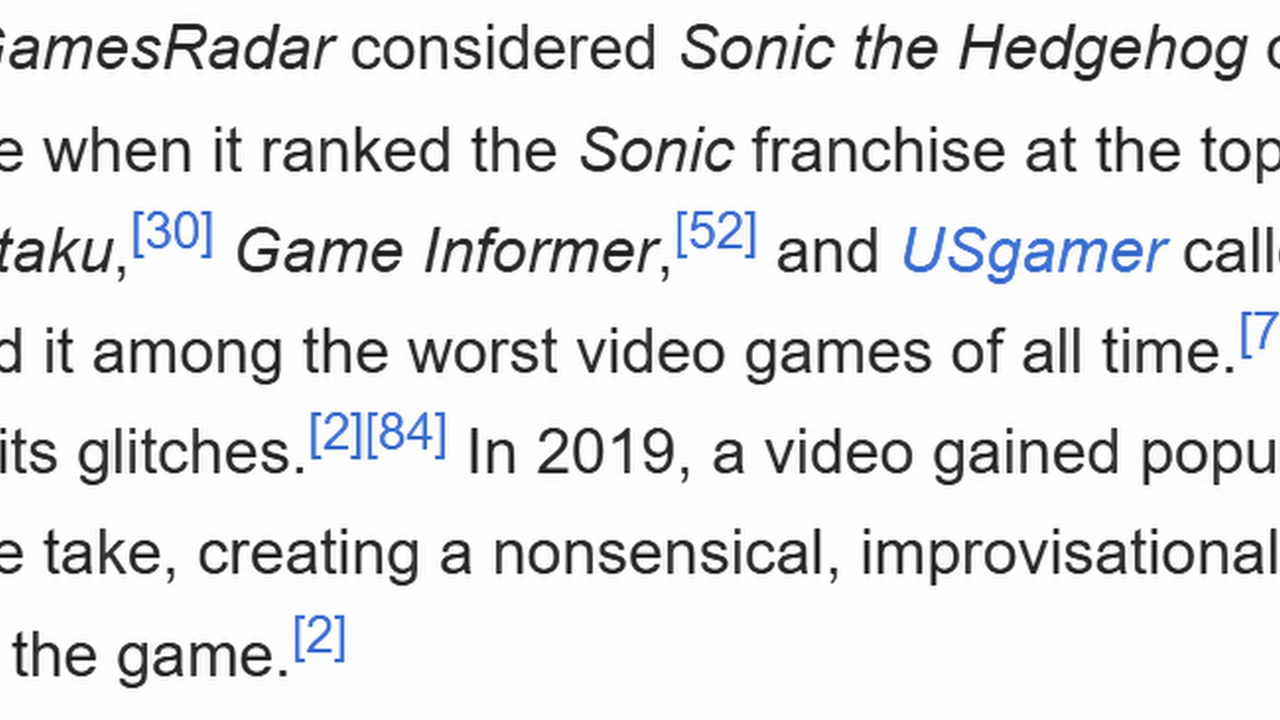 GamesRadar considered Sonic the Hedgehog
e when it ranked the Sonic franchise at the top
taku,[30] Game Informer,[52] and USgamer calle
d it among the worst video games of all time.[7
its glitches.[2][84] In 2019, a video gained popu
e take, creating a nonsensical, improvisational
the game.[2]